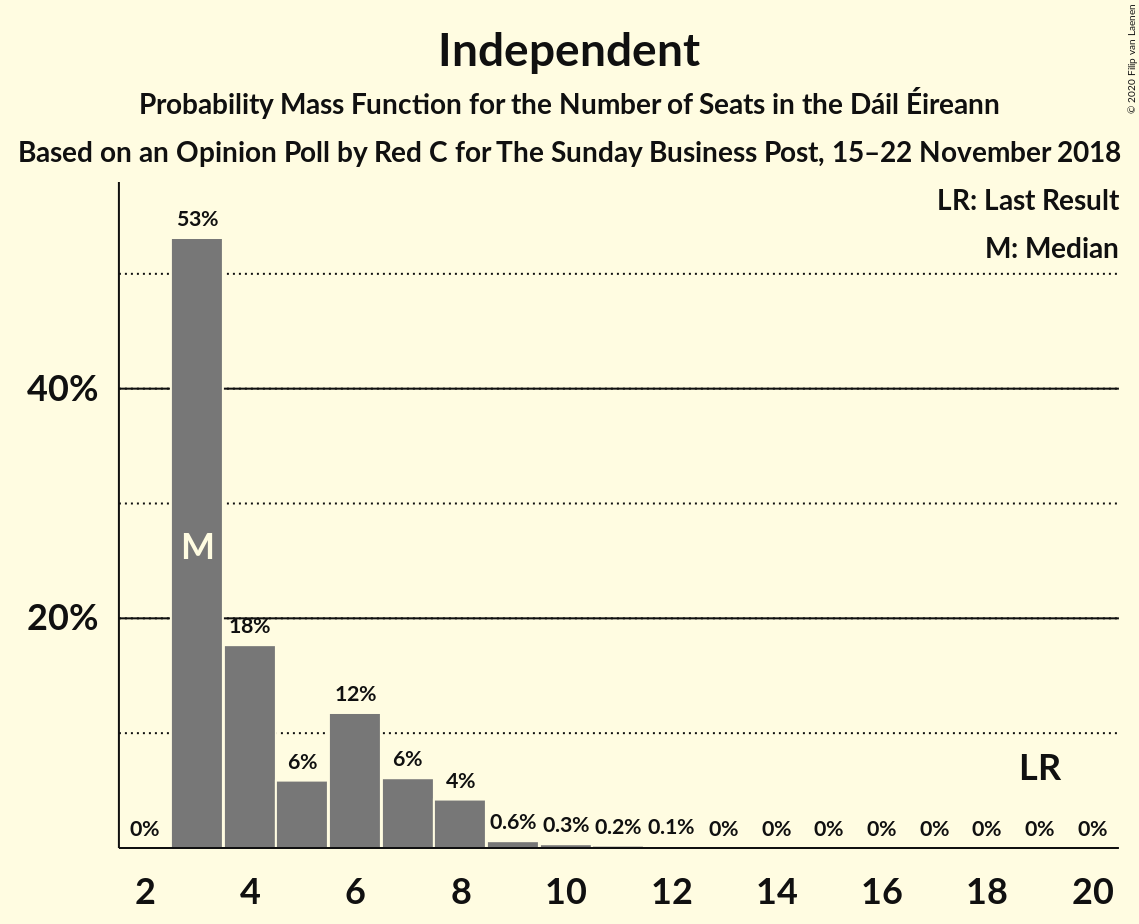 Independent
Probability Mass Function for the Number of Seats in the Dáil Éireann
Based on an Opinion Poll by Red C for The Sunday Business Post, 15–22 November 2018
© 2020 Filip van Laenen
LR: Last Result
M: Median
53%
40%
M
20%
18%
12%
6%
6%
4%
LR
0%
0.6%
0.3%
0.2%
0.1%
0%
0%
0%
0%
0%
0%
0%
0%
2 4 6 8 10 12 14 16 18 20